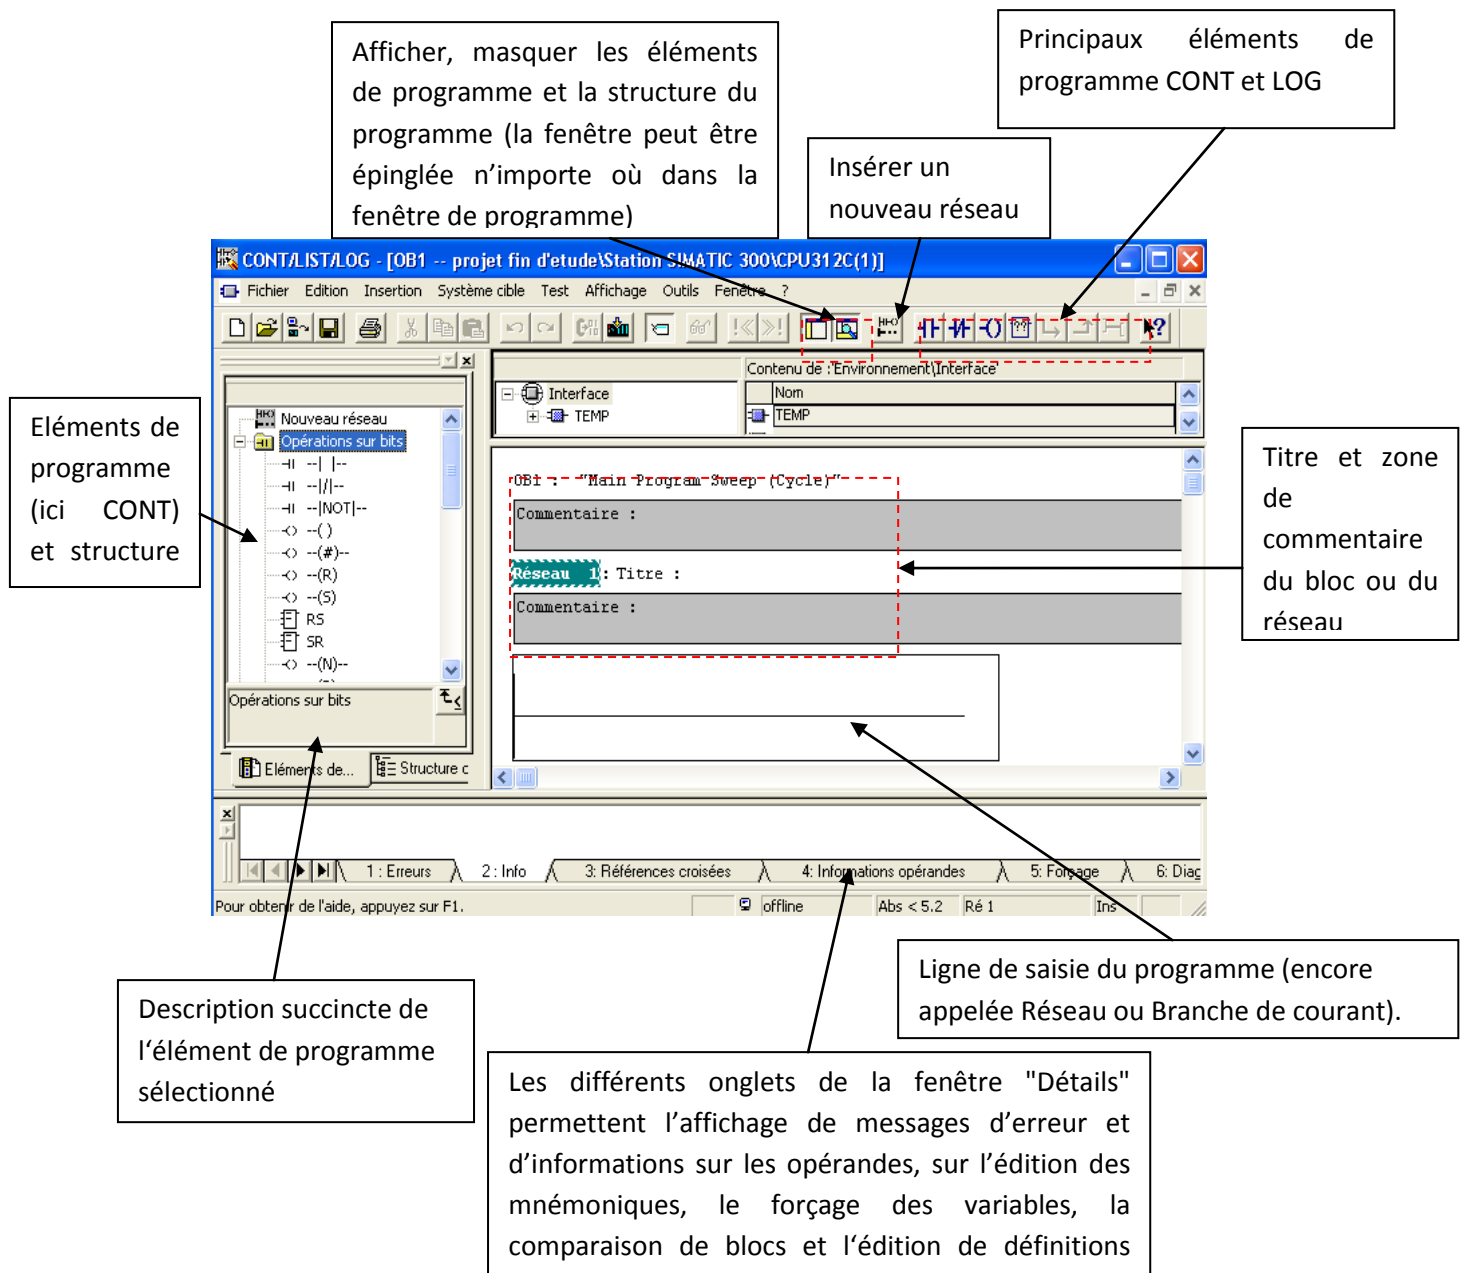 Afficher, masquer les éléments
de programme et la structure du
programme (la fenêtre peut être
épinglée n’importe où dans la
fenêtre de programme)
Principaux éléments de
programme CONT et LOG
Insérer un
nouveau réseau
CONT/LIST/LOG - [OB1 -- projet fin d'etude\Station SIMATIC 300\CPU312C(1)]
Fichier Edition Insertion Système cible Test Affichage Outils Fenêtre ?
Contenu de :'Environnement\Interface'
Interface
TEMP
Nom
TEMP
Eléments de
programme
(ici CONT)
et structure
Nouveau réseau
Opérations sur bits
--| |--
--|/|--
--|NOT|--
--( )
--(#)--
--(R)
--(S)
RS
SR
--(N)--
Opérations sur bits
Eléments de...
Structure c
OB1 : "Main Program Sweep (Cycle)"
Commentaire :
Réseau 1: Titre :
Commentaire :
Titre et zone
de
commentaire
du bloc ou du
réseau
1 : Erreurs 2 : Info 3: Références croisées 4: Informations opérandes 5: Forçage 6: Diag
Pour obtenir de l'aide, appuyez sur F1. offline Abs < 5.2 Ré 1 Ins
Ligne de saisie du programme (encore
appelée Réseau ou Branche de courant).
Description succincte de
l‘élément de programme
sélectionné
Les différents onglets de la fenêtre "Détails"
permettent l’affichage de messages d’erreur et
d’informations sur les opérandes, sur l’édition des
mnémoniques, le forçage des variables, la
comparaison de blocs et l‘édition de définitions